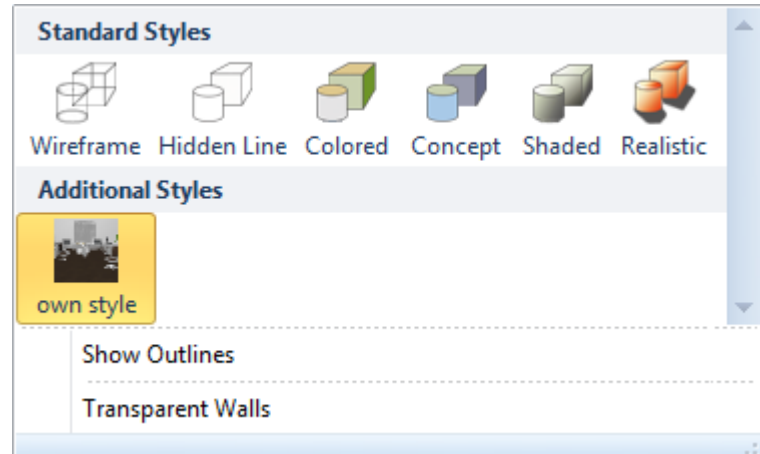 Standard Styles
Wireframe Hidden Line Colored Concept Shaded Realistic
Additional Styles
own style
Show Outlines
Transparent Walls